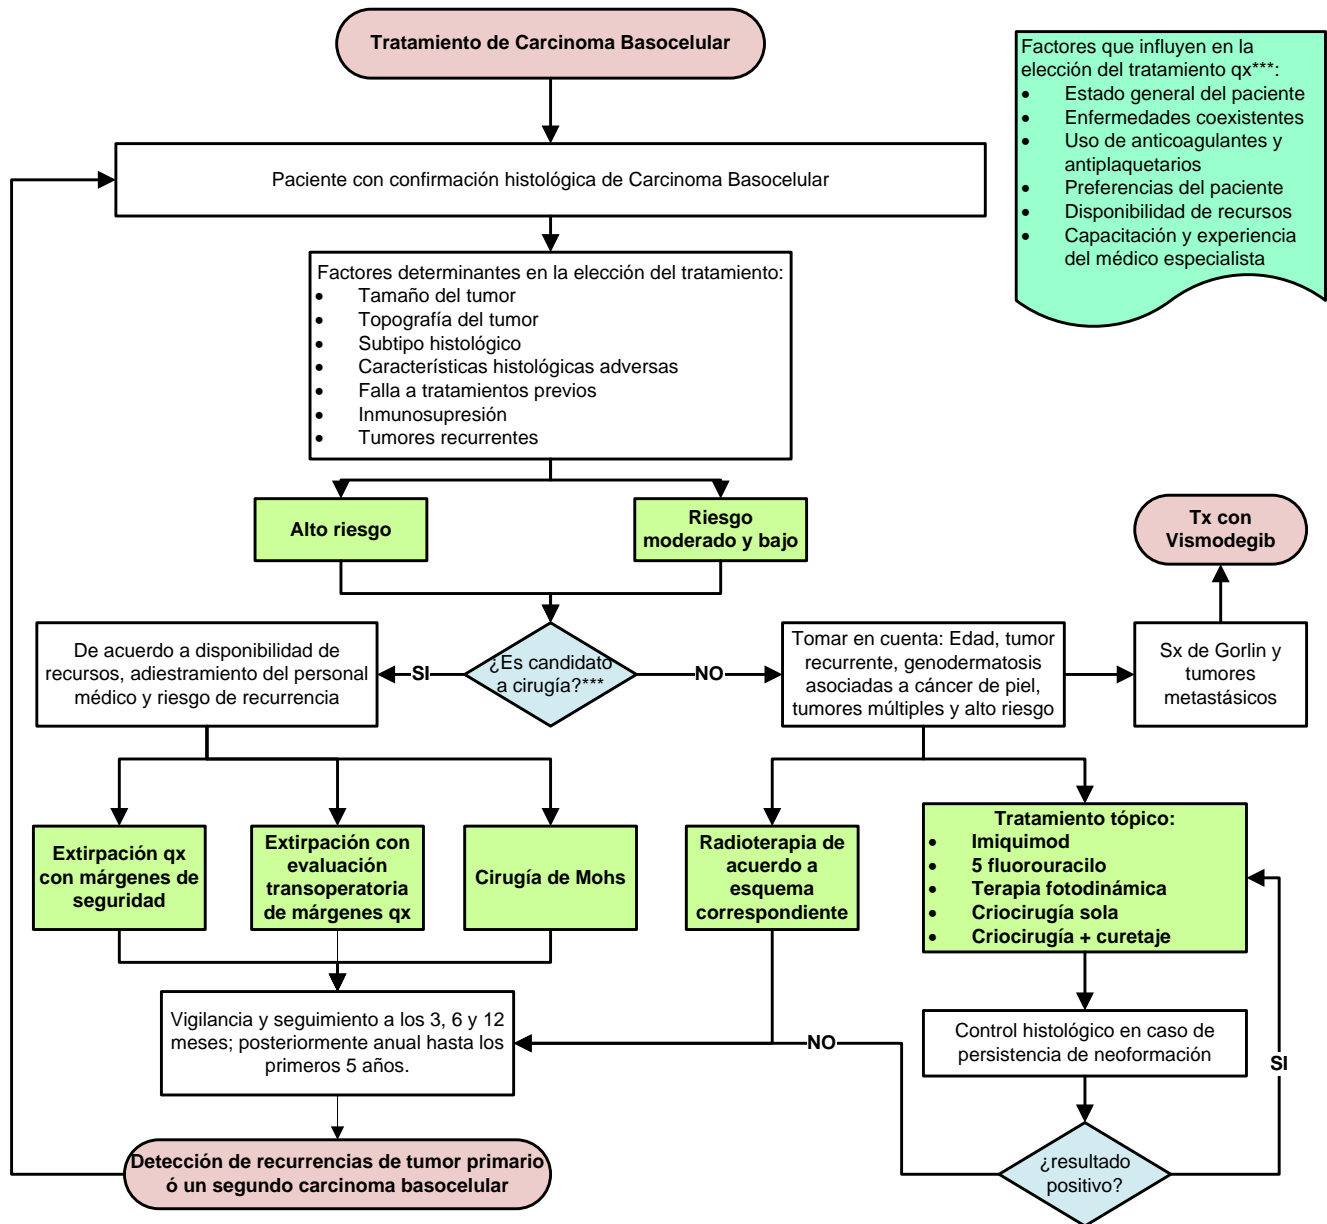 Tratamiento de Carcinoma Basocelular
Factores que influyen en la
elección del tratamiento qx***:
• Estado general del paciente
• Enfermedades coexistentes
• Uso de anticoagulantes y
antiplaquetarios
• Preferencias del paciente
• Disponibilidad de recursos
• Capacitación y experiencia
del médico especialista
Paciente con confirmación histológica de Carcinoma Basocelular
Factores determinantes en la elección del tratamiento:
• Tamaño del tumor
• Topografía del tumor
• Subtipo histológico
• Características histológicas adversas
• Falla a tratamientos previos
• Inmunosupresión
• Tumores recurrentes
Alto riesgo
Riesgo
moderado y bajo
Tx con
Vismodegib
De acuerdo a disponibilidad de
recursos, adiestramiento del personal
médico y riesgo de recurrencia
SI
¿Es candidato
a cirugía?***
NO
Tomar en cuenta: Edad, tumor
recurrente, genodermatosis
asociadas a cáncer de piel,
tumores múltiples y alto riesgo
Sx de Gorlin y
tumores
metastásicos
Extirpación qx
con márgenes de
seguridad
Extirpación con
evaluación
transoperatoria
de márgenes qx
Cirugía de Mohs
Radioterapia de
acuerdo a
esquema
correspondiente
Tratamiento tópico:
• Imiquimod
• 5 fluorouracilo
• Terapia fotodinámica
• Criocirugía sola
• Criocirugía + curetaje
Vigilancia y seguimiento a los 3, 6 y 12
meses; posteriormente anual hasta los
primeros 5 años.
NO
Control histológico en caso de
persistencia de neoformación
SI
Detección de recurrencias de tumor primario
ó un segundo carcinoma basocelular
¿resultado
positivo?